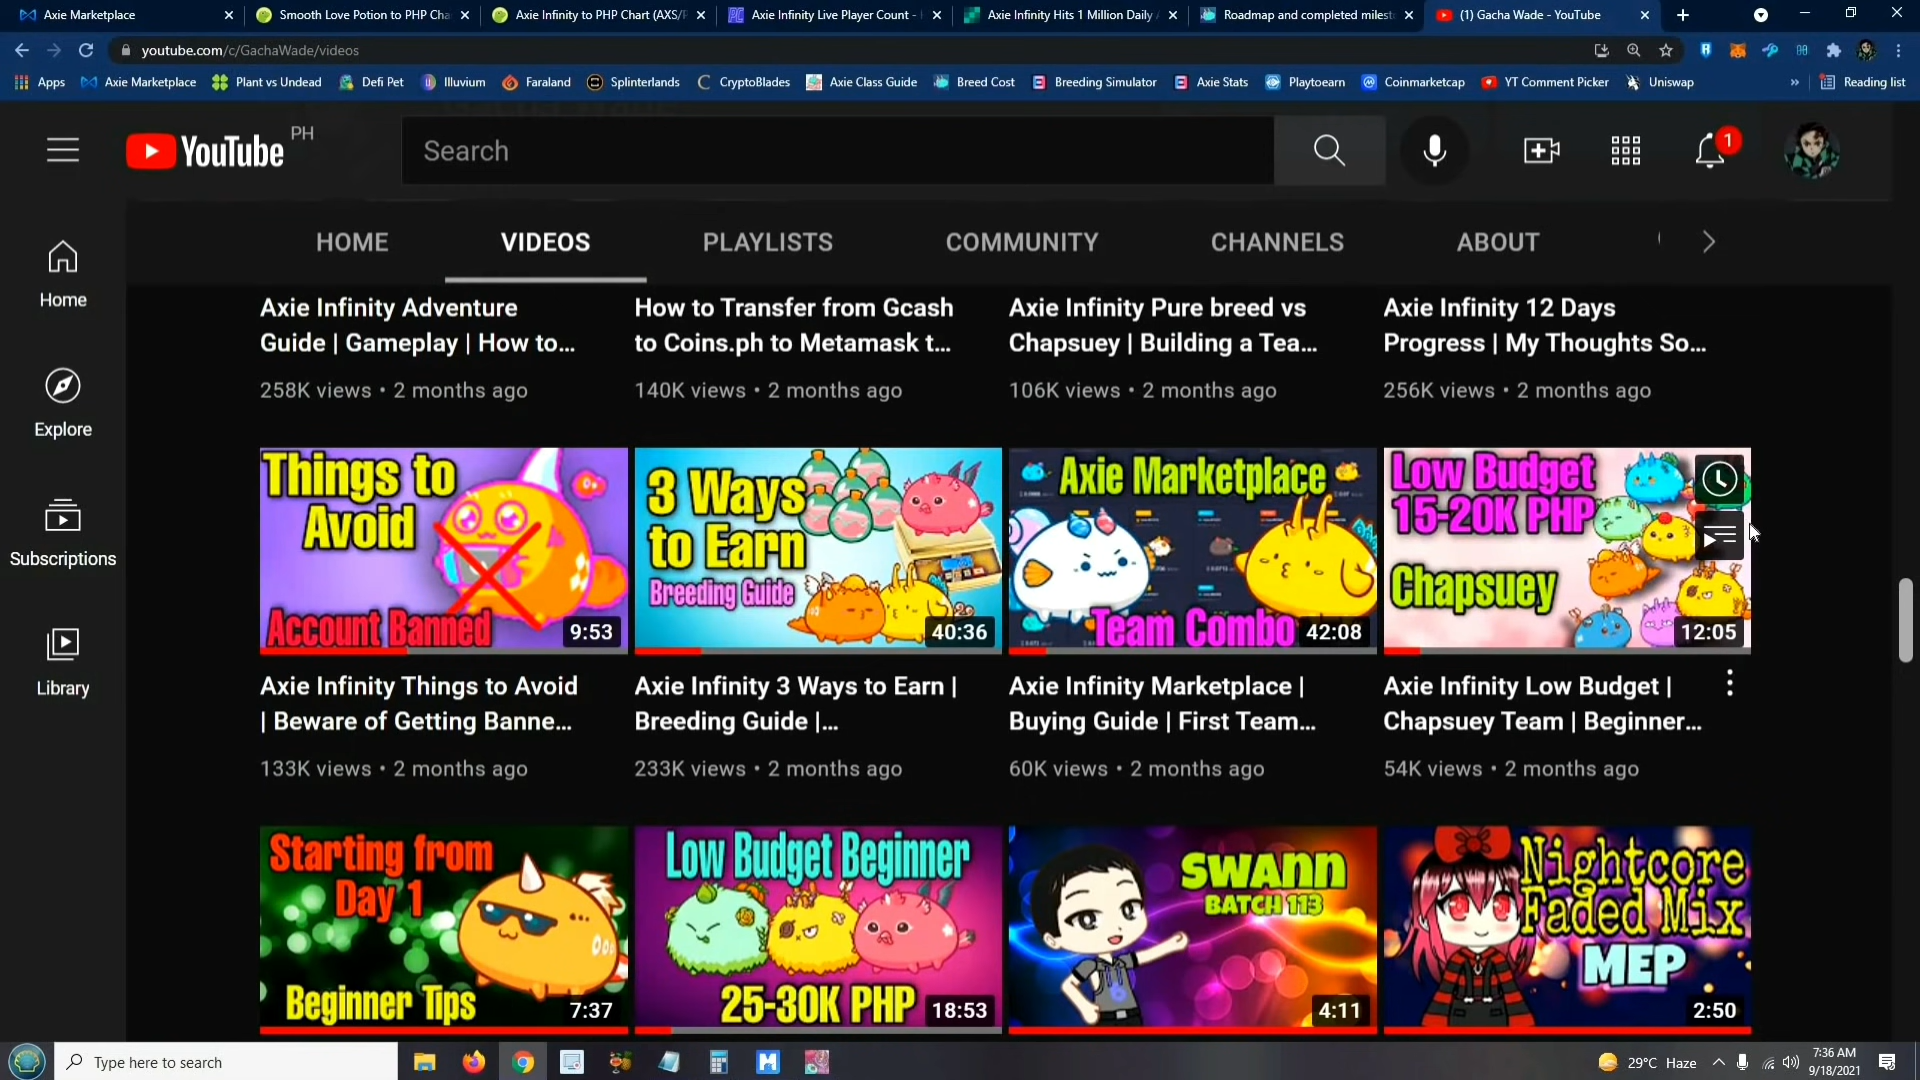 Axie Marketplace
Smooth Love Potion to PHP Cha
Axie Infinity to PHP Chart (AXS/P
Axie Infinity Live Player Count -
Axie Infinity Hits 1 Million Daily
Roadmap and completed milest
(1) Gacha Wade - YouTube
youtube.com/c/GachaWade/videos
Apps
Axie Marketplace
Plant vs Undead
Defi Pet
Illuvium
Faraland
Splinterlands
CryptoBlades
Axie Class Guide
Breed Cost
Breeding Simulator
Axie Stats
Playtoearn
Coinmarketcap
YT Comment Picker
Uniswap
»
Reading list
YouTube PH
Search
1
HOME
VIDEOS
PLAYLISTS
COMMUNITY
CHANNELS
ABOUT
Home
Explore
Subscriptions
Library
Axie Infinity Adventure
Guide | Gameplay | How to...
258K views • 2 months ago
How to Transfer from Gcash
to Coins.ph to Metamask t...
140K views • 2 months ago
Axie Infinity Pure breed vs
Chapsuey | Building a Tea...
106K views • 2 months ago
Axie Infinity 12 Days
Progress | My Thoughts So...
256K views • 2 months ago
Things to
Avoid
Account Banned
9:53
3 Ways
to Earn
Breeding Guide
40:36
Axie Marketplace
Team Combo
42:08
Low Budget
15-20K PHP
Chapsuey
12:05
Axie Infinity Things to Avoid
| Beware of Getting Banne...
133K views • 2 months ago
Axie Infinity 3 Ways to Earn |
Breeding Guide |...
233K views • 2 months ago
Axie Infinity Marketplace |
Buying Guide | First Team...
60K views • 2 months ago
Axie Infinity Low Budget |
Chapsuey Team | Beginner...
54K views • 2 months ago
Starting from
Day 1
Beginner Tips
7:37
Low Budget Beginner
25-30K PHP
18:53
SWANN
BATCH 113
4:11
Nightcore
Faded Mix
MEP
2:50
Type here to search
29°C Haze
7:36 AM
9/18/2021